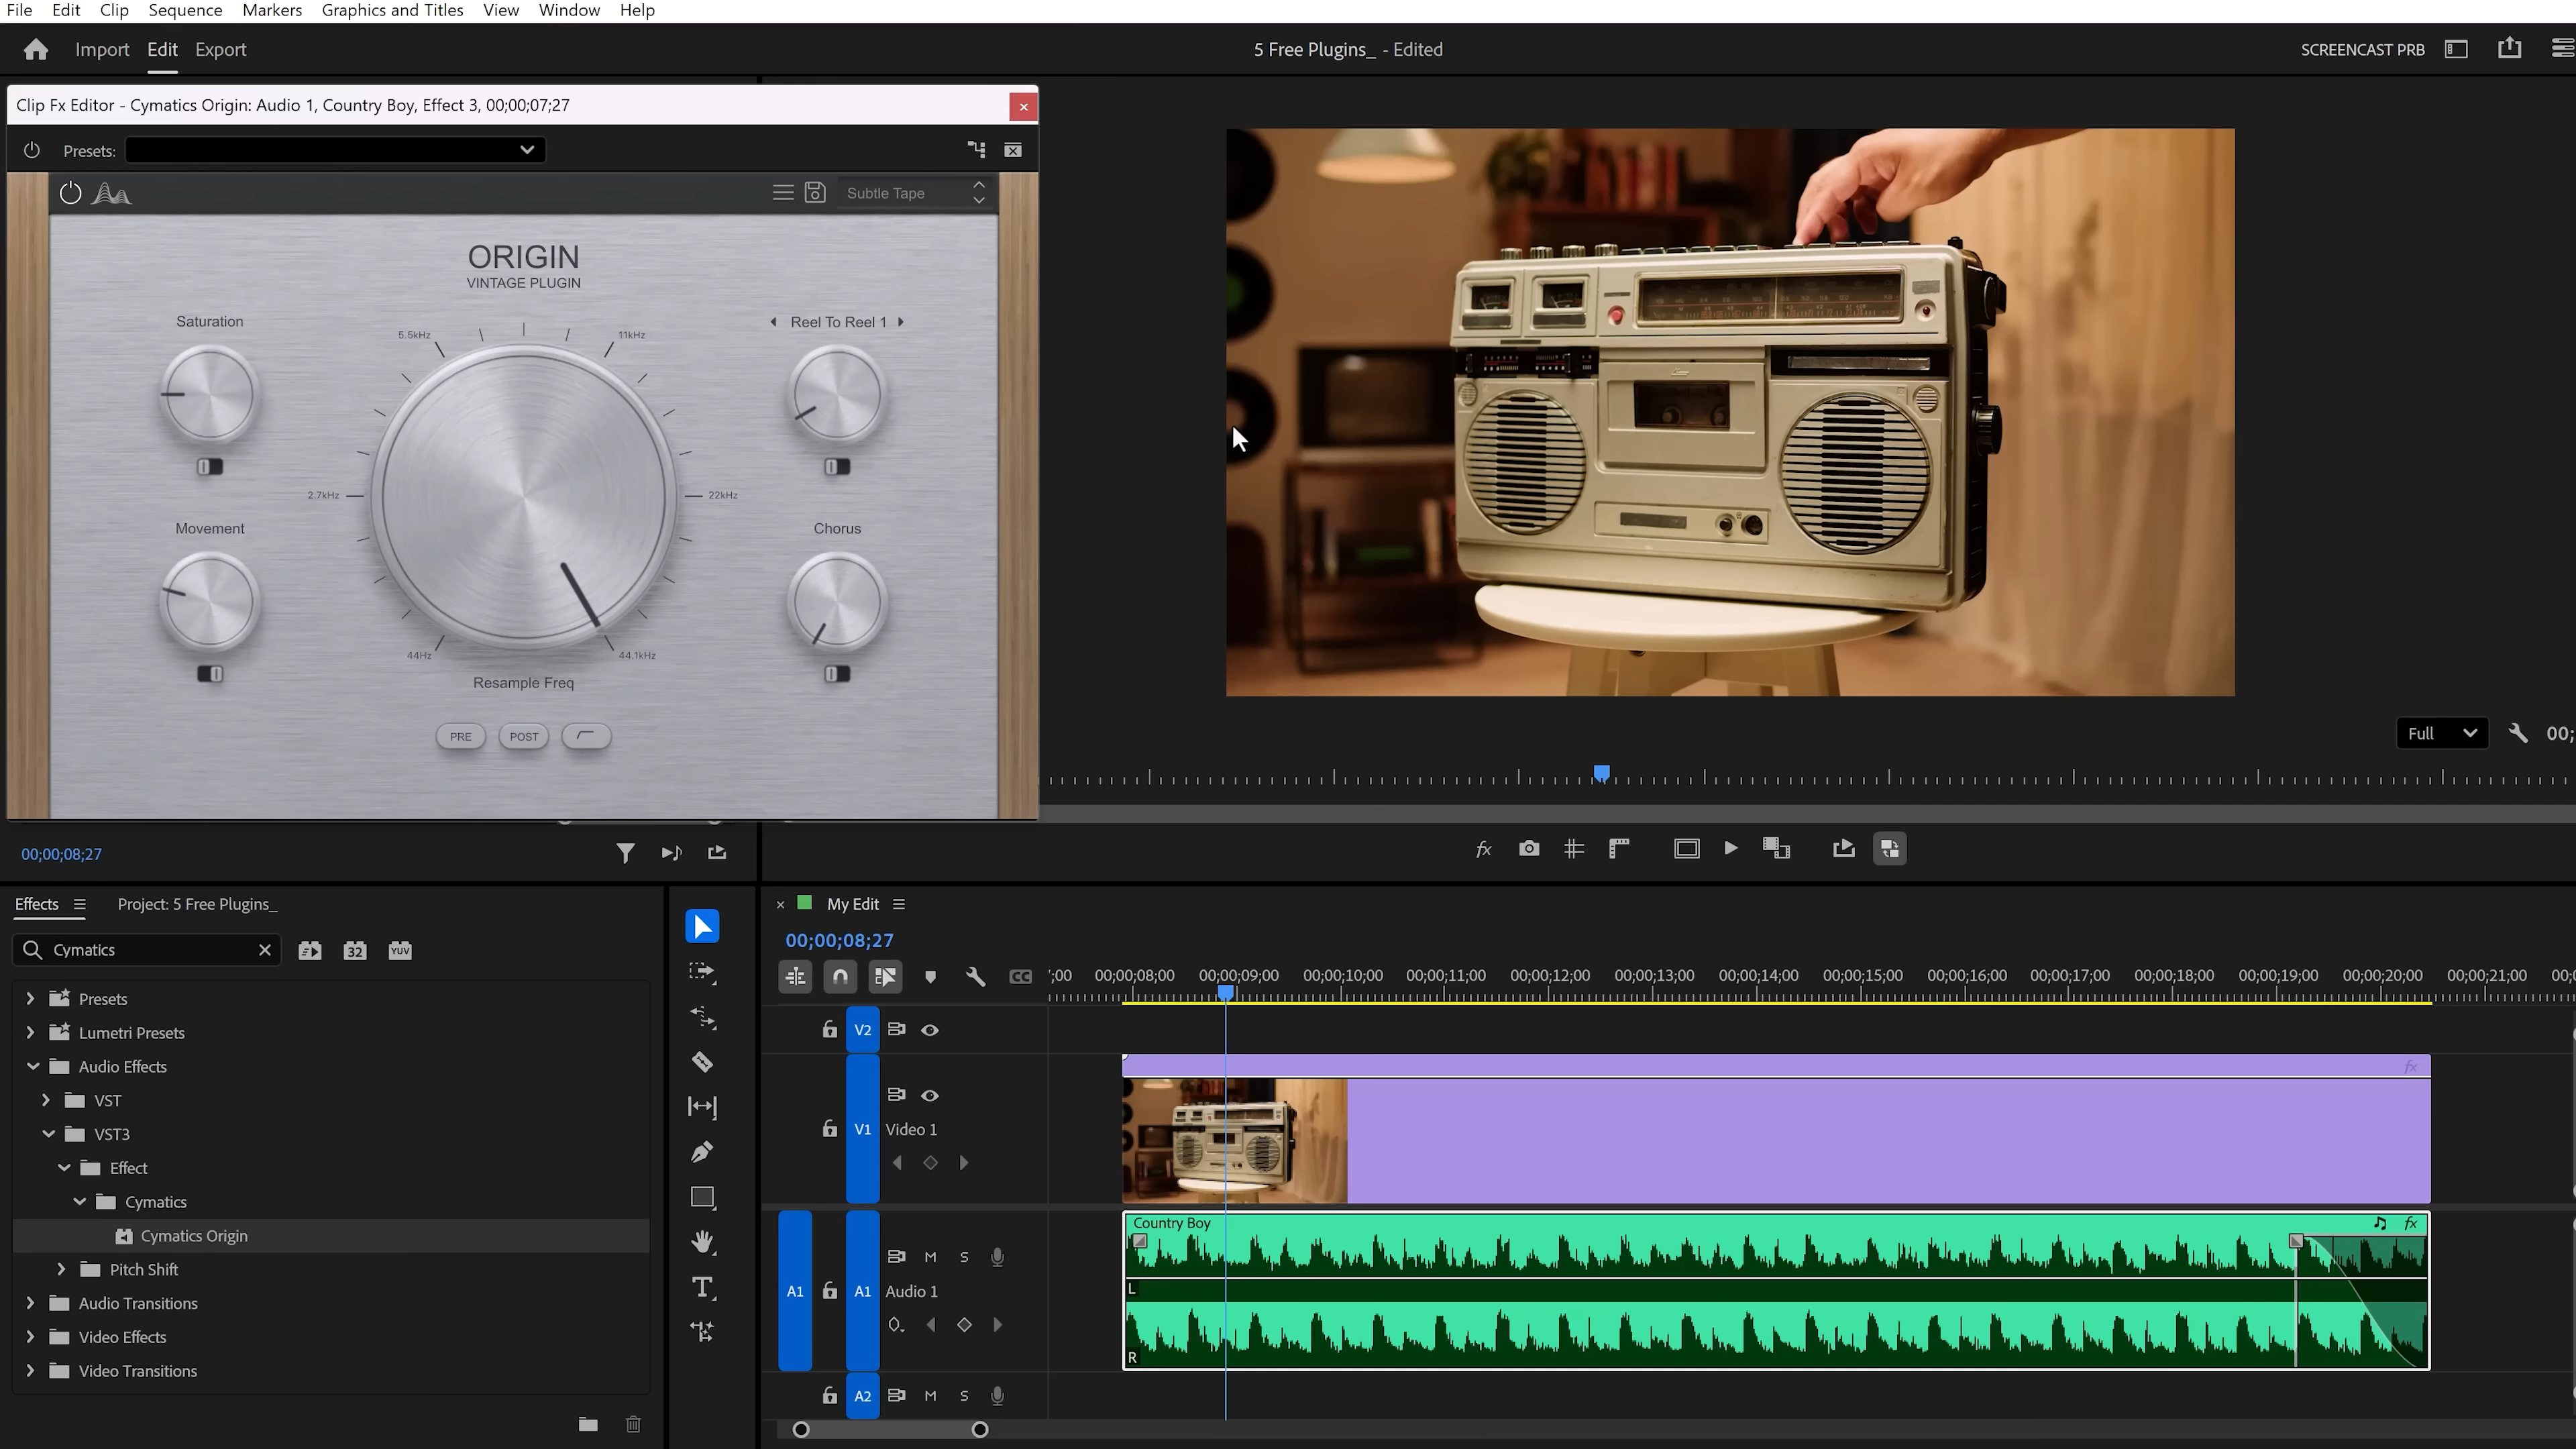 File Edit Clip Sequence Markers Graphics and Titles View Window Help
Import Edit Export
5 Free Plugins_ - Edited
SCREENCAST PRB
Clip Fx Editor - Cymatics Origin: Audio 1, Country Boy, Effect 3, 00;00;07;27
Presets:
Subtle Tape
ORIGIN
VINTAGE PLUGIN
Saturation
Reel To Reel 1
5.5kHz
11kHz
2.7kHz
22kHz
Movement
Chorus
44Hz
44.1kHz
Resample Freq
PRE
POST
Full
00;
00;00;08;27
fx
Effects
Project: 5 Free Plugins_
Cymatics
32
YUV
Presets
Lumetri Presets
Audio Effects
VST
VST3
Effect
Cymatics
Cymatics Origin
Pitch Shift
Audio Transitions
Video Effects
Video Transitions
My Edit
00;00;08;27
CC
;00 00;00;08;00 00;00;09;00 00;00;10;00 00;00;11;00 00;00;12;00 00;00;13;00 00;00;14;00 00;00;15;00 00;00;16;00 00;00;17;00 00;00;18;00 00;00;19;00 00;00;20;00 00;00;21;00 00;
V2
fx
V1 Video 1
Country Boy
fx
M S
A1 A1 Audio 1
L
R
A2 M S
T